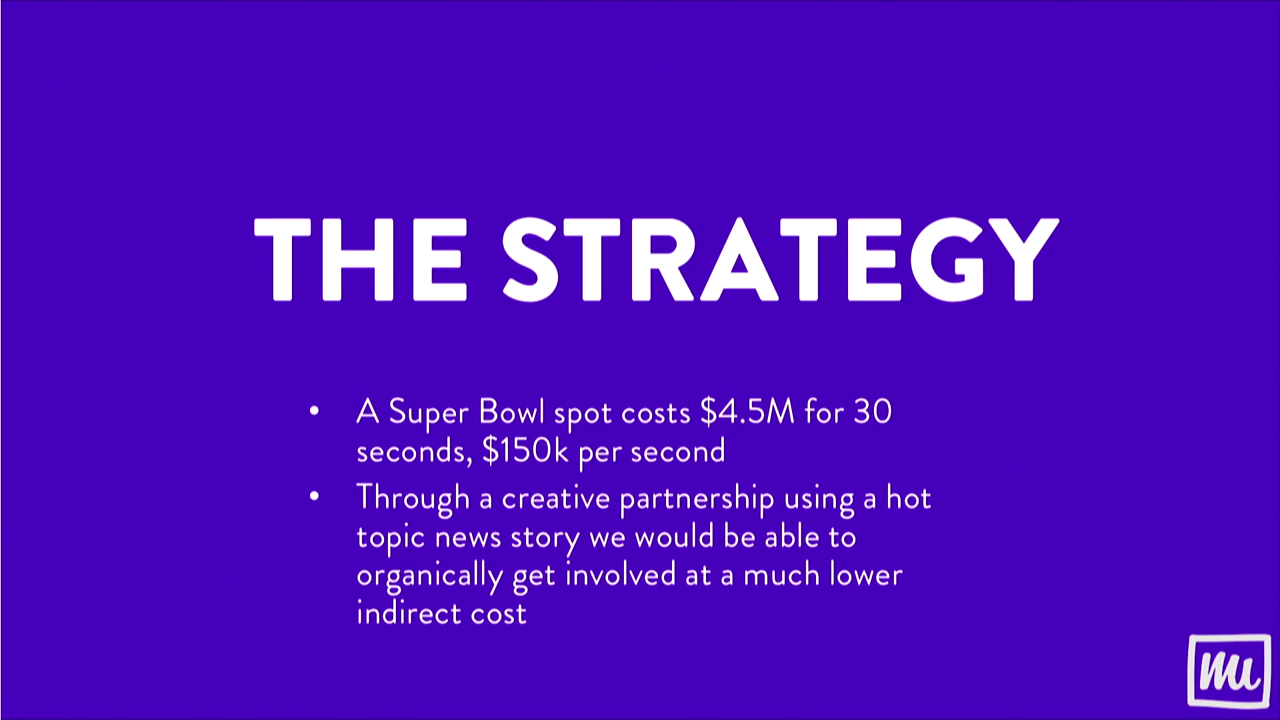 THE STRATEGY
• A Super Bowl spot costs $4.5M for 30
seconds, $150k per second
• Through a creative partnership using a hot
topic news story we would be able to
organically get involved at a much lower
indirect cost
mu